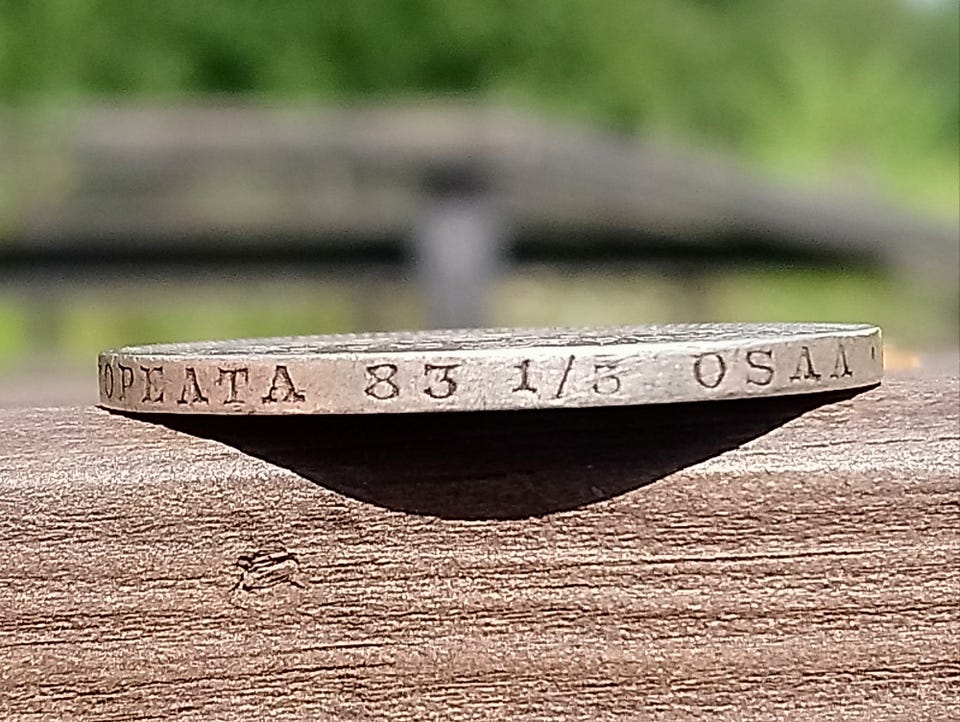 OPEATA 83 1/3 OSAA